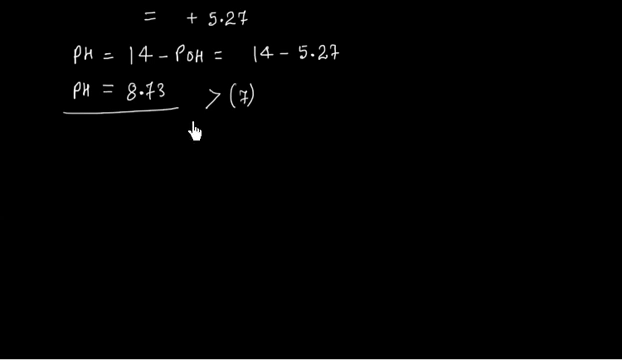 = + 5.27
PH = 14 - POH = 14 - 5.27
PH = 8.73 > (7)